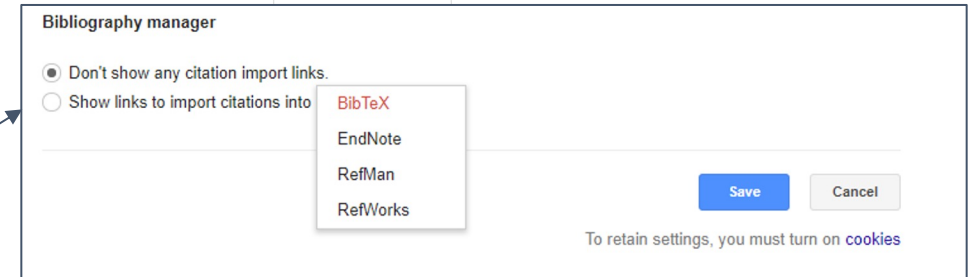 Bibliography manager
Don't show any citation import links.
Show links to import citations into BibTeX
EndNote
RefMan
RefWorks
Save Cancel
To retain settings, you must turn on cookies